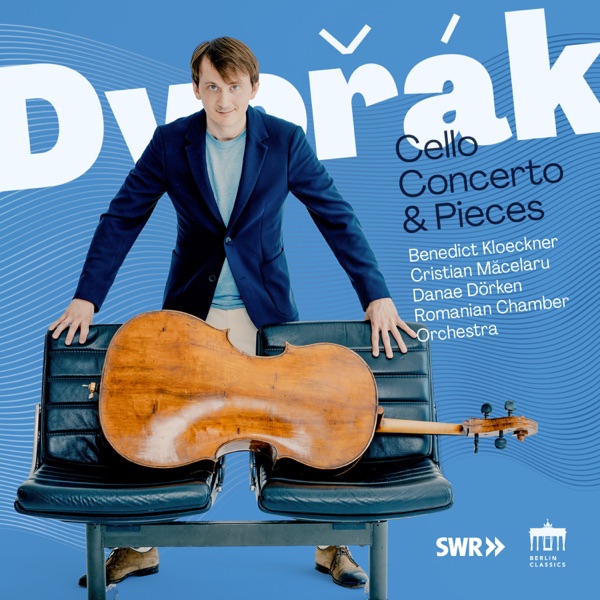 Dvořák
Cello
Concerto
& Pieces
Benedict Kloeckner
Cristian Măcelaru
Danae Dörken
Romanian Chamber
Orchestra
SWR
BERLIN
CLASSICS